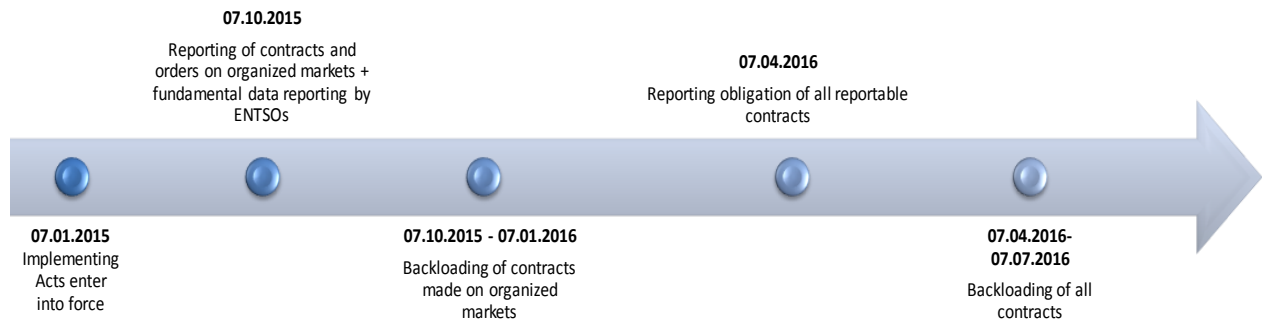 07.10.2015
Reporting of contracts and
orders on organized markets +
fundamental data reporting by
ENTSOs
07.04.2016
Reporting obligation of all reportable
contracts
07.01.2015
Implementing
Acts enter
into force
07.10.2015 - 07.01.2016
Backloading of contracts
made on organized
markets
07.04.2016-
07.07.2016
Backloading of all
contracts